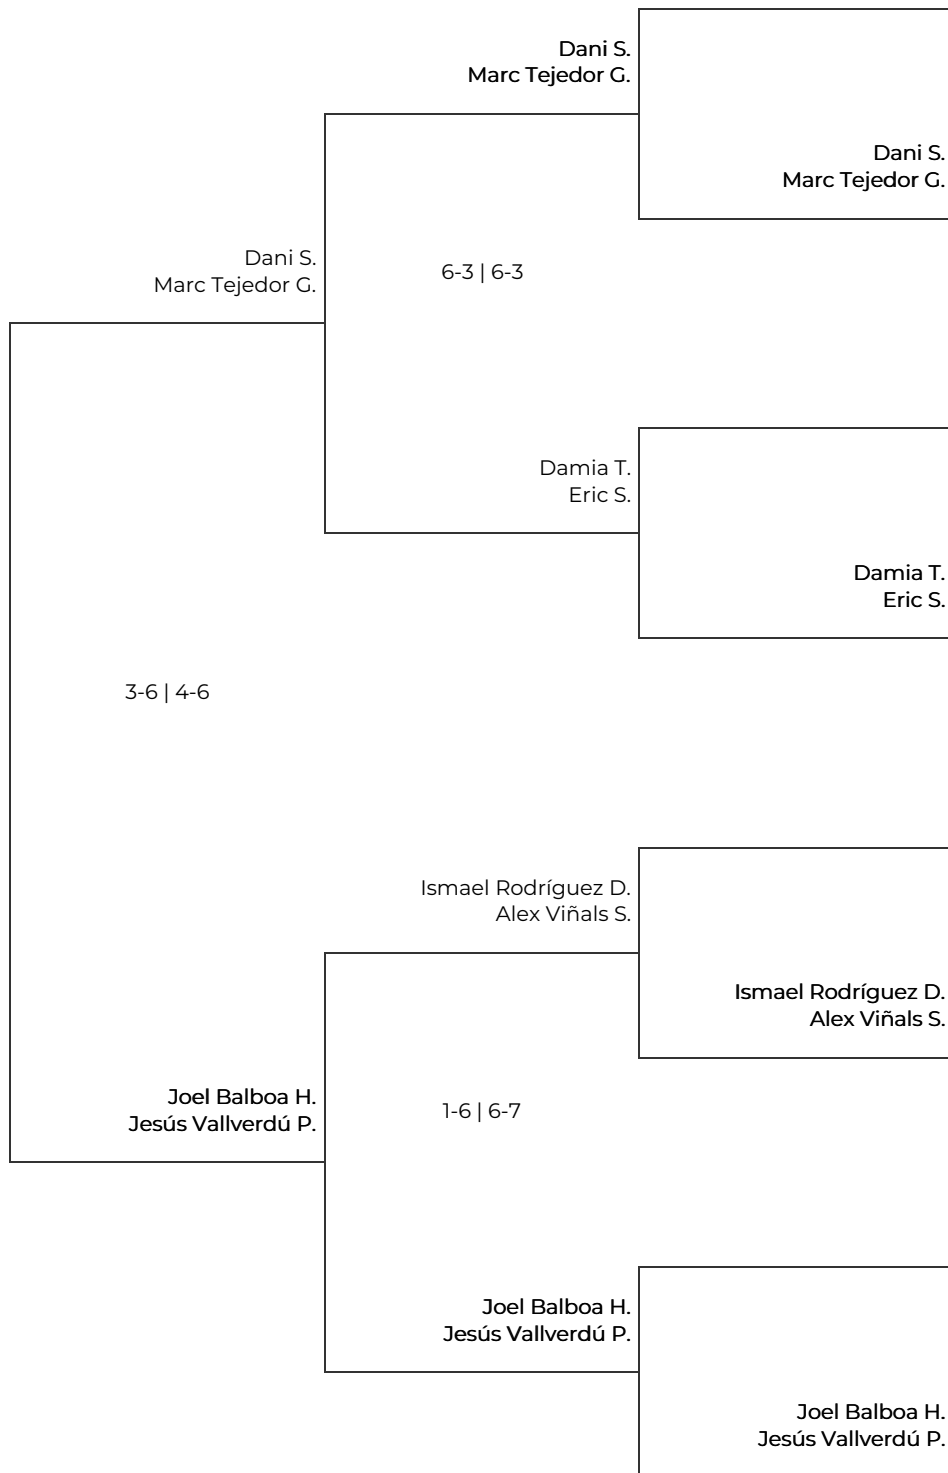 Dani S.
Marc Tejedor G.
Dani S.
Marc Tejedor G.
Dani S.
Marc Tejedor G.
6-3 | 6-3
Damia T.
Eric S.
Damia T.
Eric S.
3-6 | 4-6
Ismael Rodríguez D.
Alex Viñals S.
Ismael Rodríguez D.
Alex Viñals S.
Joel Balboa H.
Jesús Vallverdú P.
1-6 | 6-7
Joel Balboa H.
Jesús Vallverdú P.
Joel Balboa H.
Jesús Vallverdú P.